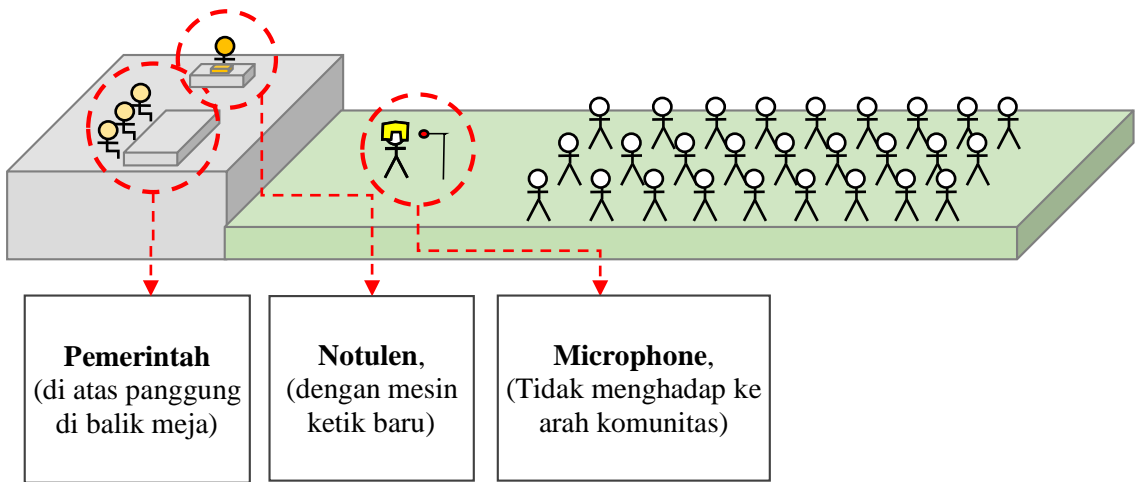 Pemerintah
(di atas panggung
di balik meja)
Notulen,
(dengan mesin
ketik baru)
Microphone,
(Tidak menghadap ke
arah komunitas)